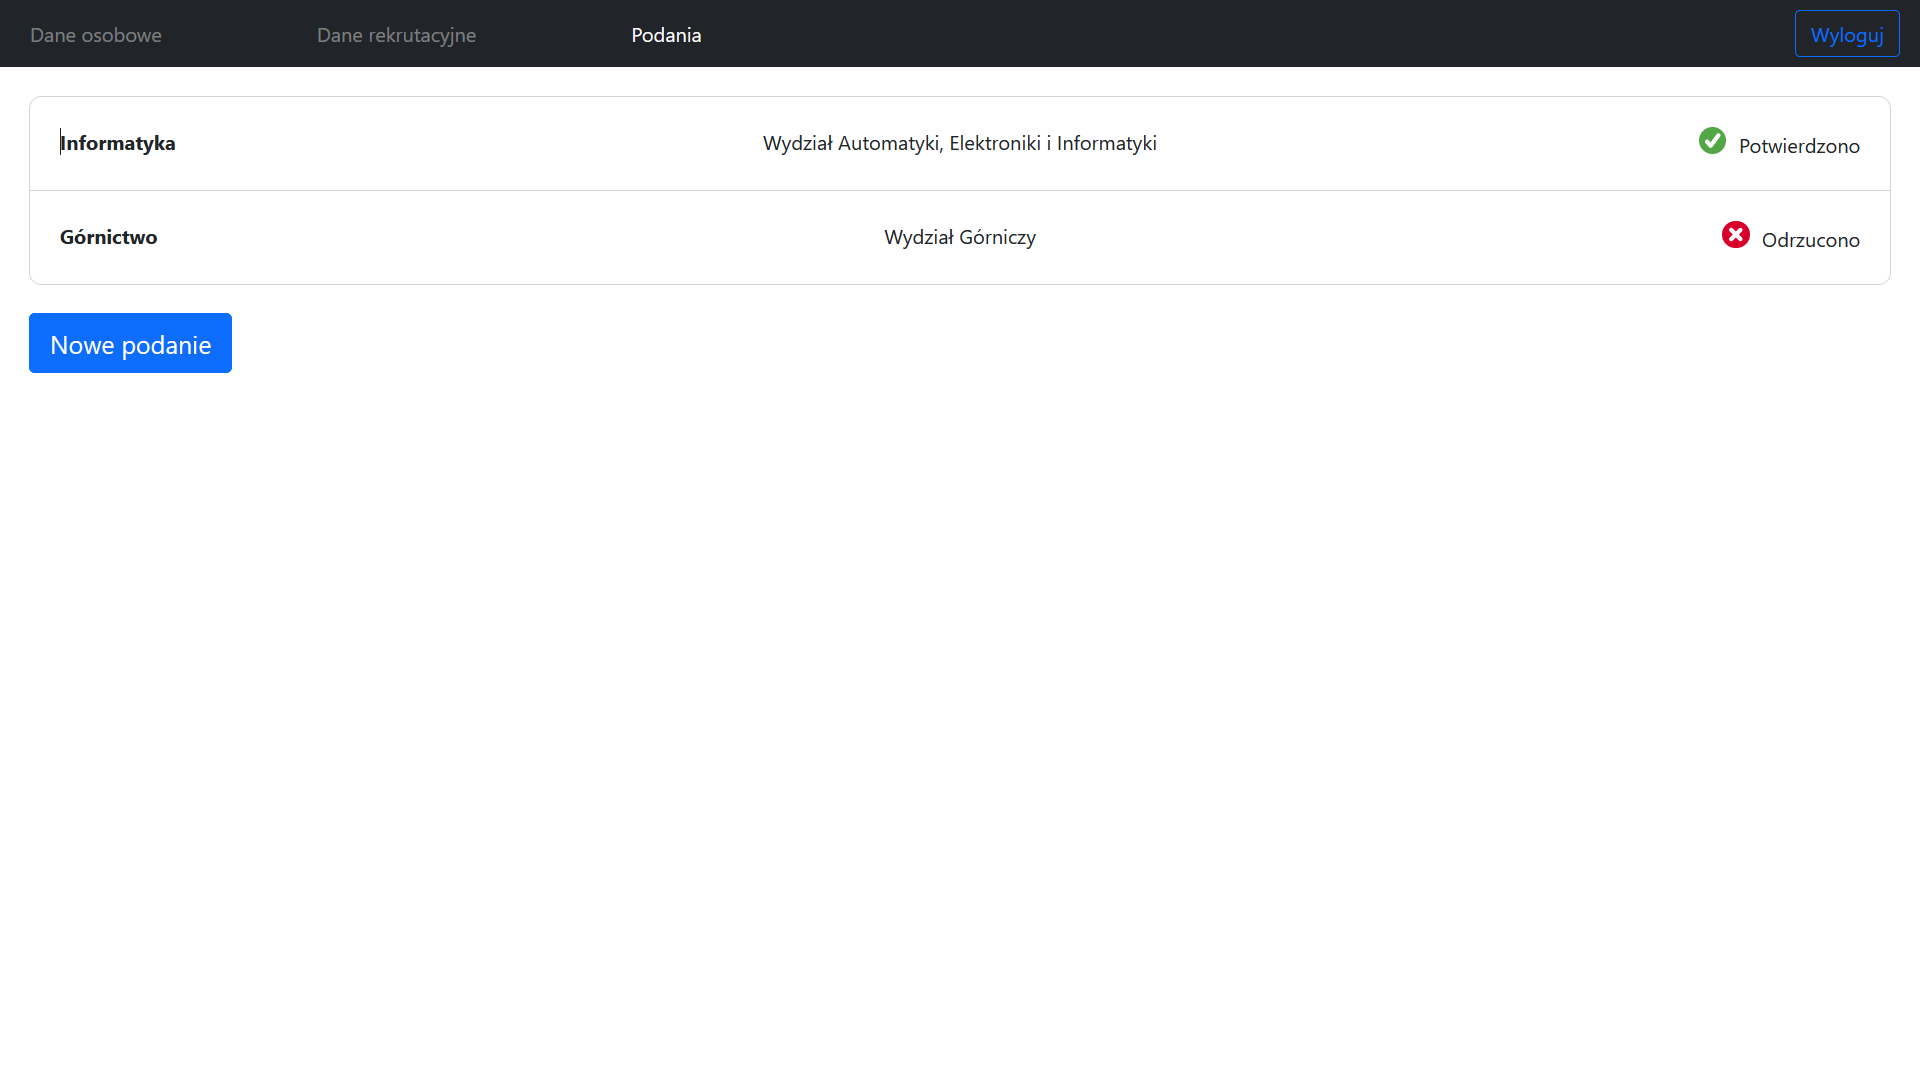 Dane osobowe Dane rekrutacyjne Podania Wyloguj
Informatyka Wydział Automatyki, Elektroniki i Informatyki Potwierdzono
Górnictwo Wydział Górniczy Odrzucono
Nowe podanie